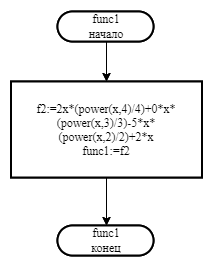 func1
начало
f2:=2x*(power(x,4)/4)+0*x*
(power(x,3)/3)-5*x*
(power(x,2)/2)+2*x
func1:=f2
func1
конец